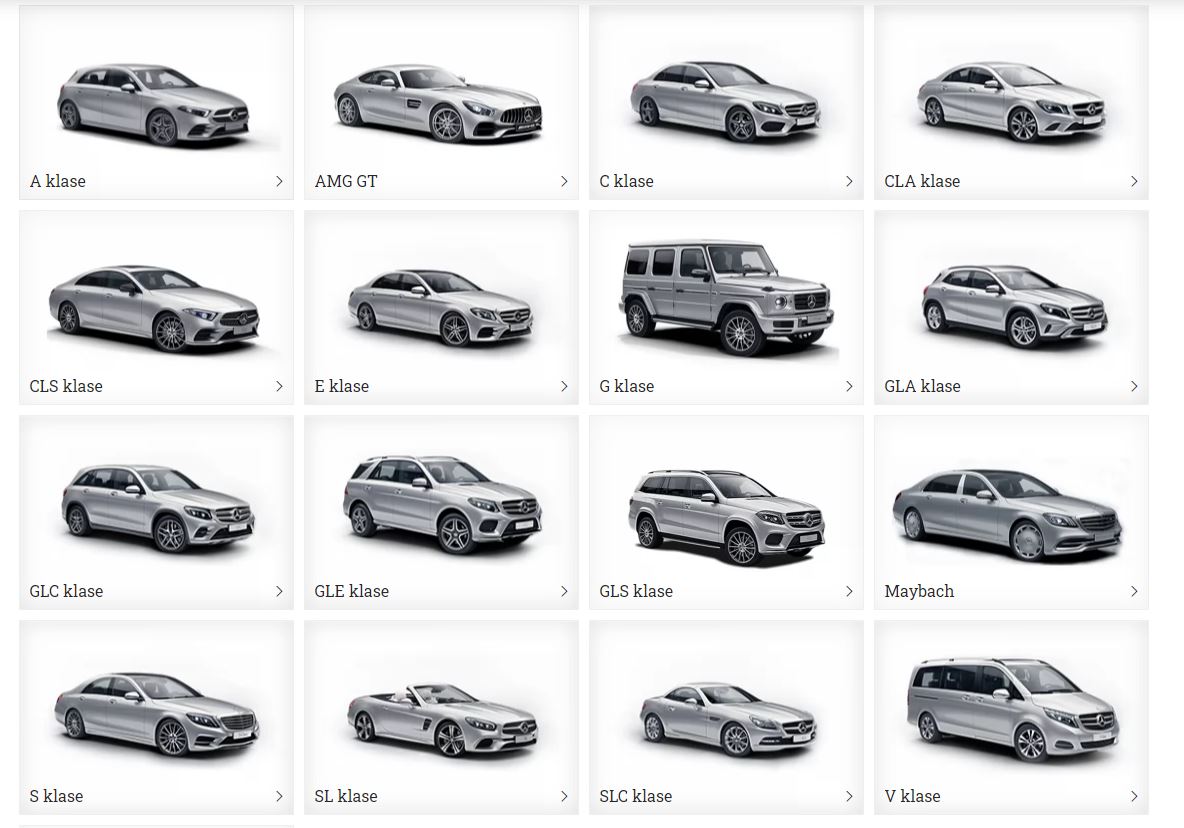 A klase
AMG GT
C klase
CLA klase
CLS klase
E klase
G klase
GLA klase
GLC klase
GLE klase
GLS klase
Maybach
S klase
SL klase
SLC klase
V klase